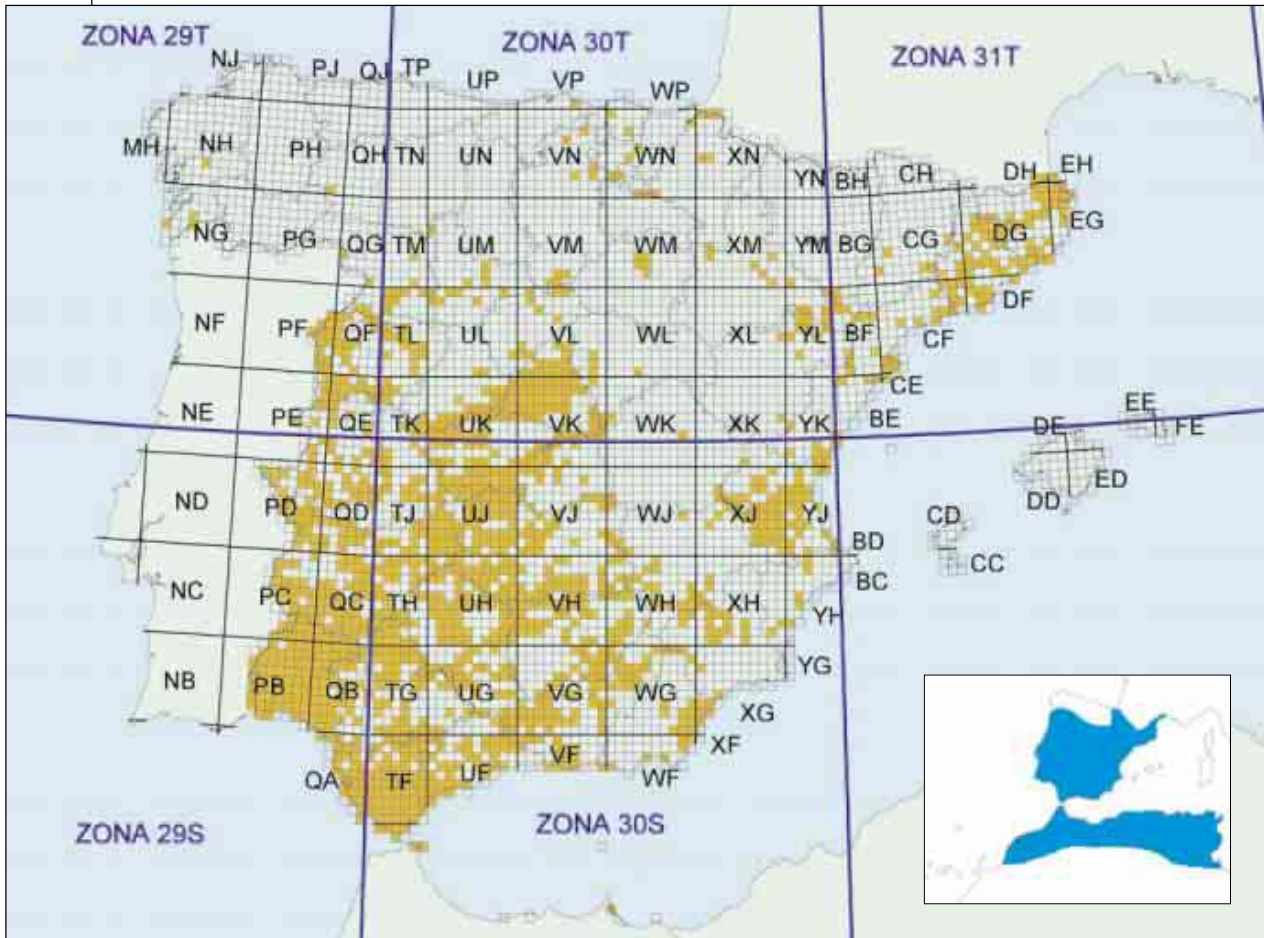 ZONA 29T
ZONA 30T
ZONA 31T
NJ
PJ
QJ
TP
UP
VP
WP
MH
NH
PH
QH
TN
UN
VN
WN
XN
YN
BH
CH
DH
EH
NG
PG
QG
TM
UM
VM
WM
XM
YM
BG
CG
DG
EG
NF
PF
QF
TL
UL
VL
WL
XL
YL
BF
CF
DF
NE
PE
QE
TK
UK
VK
WK
XK
YK
BE
CE
DE
EE
FE
ND
PD
QD
TJ
UJ
VJ
WJ
XJ
YJ
BD
CD
DD
ED
NC
PC
QC
TH
UH
VH
WH
XH
YH
BC
CC
NB
PB
QB
TG
UG
VG
WG
XG
YG
QA
TF
UF
VF
WF
XF
ZONA 29S
ZONA 30S